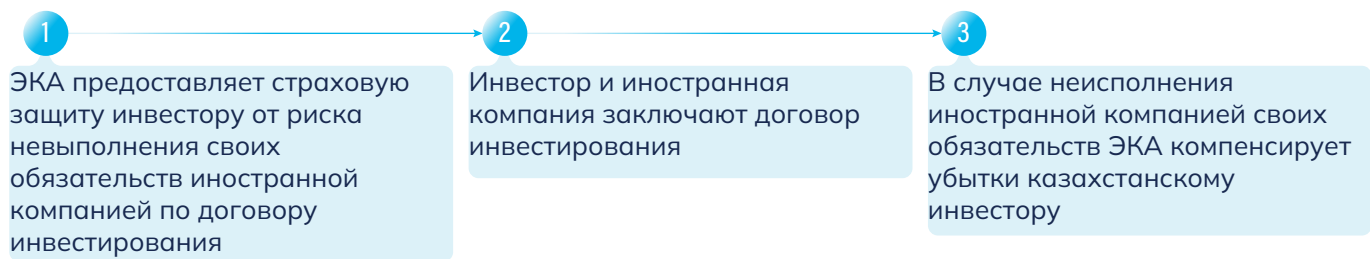 1
ЭКА предоставляет страховую
защиту инвестору от риска
невыполнения своих
обязательств иностранной
компанией по договору
инвестирования
2
Инвестор и иностранная
компания заключают договор
инвестирования
3
В случае неисполнения
иностранной компанией своих
обязательств ЭКА компенсирует
убытки казахстанскому
инвестору